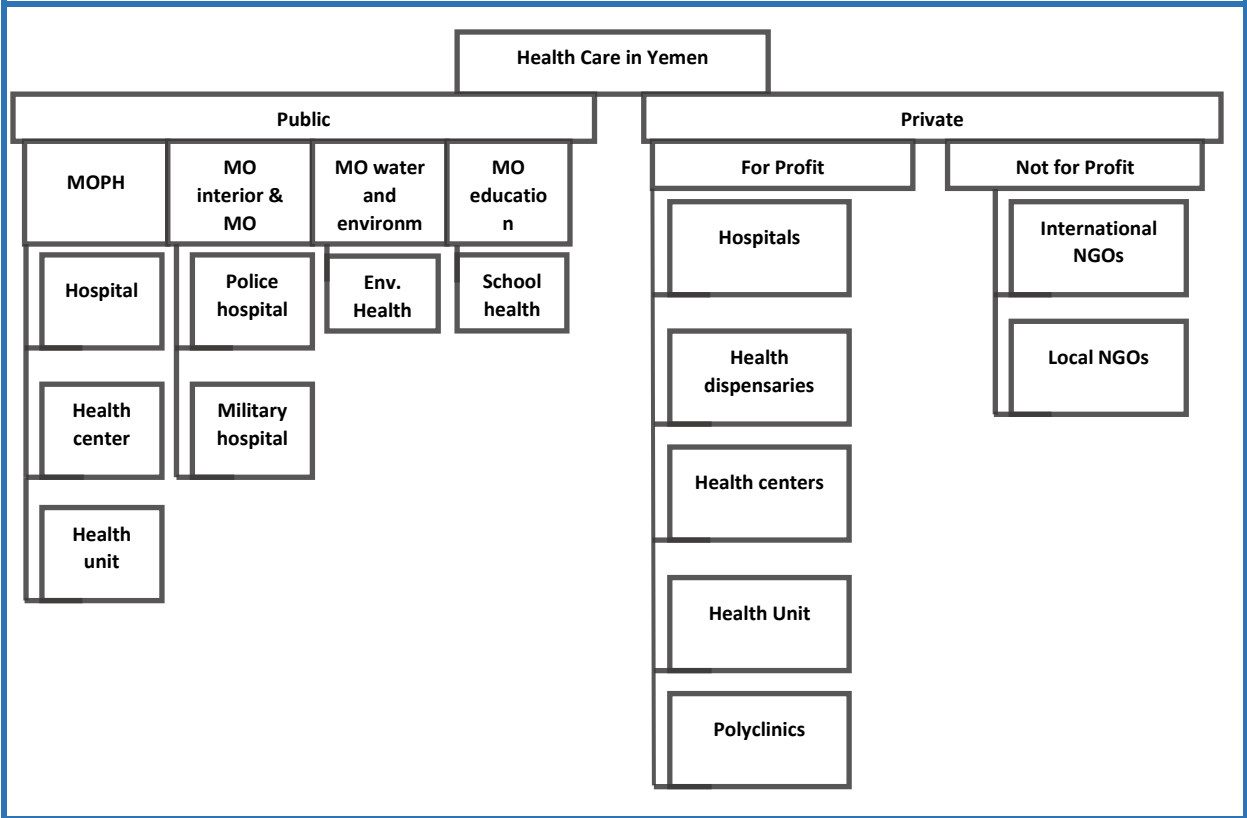 Health Care in Yemen
Public
Private
MOPH
MO
interior &
MO
MO water
and
environm
MO
educatio
n
For Profit
Not for Profit
Hospital
Health
center
Health
unit
Police
hospital
Military
hospital
Env.
Health
School
health
Hospitals
Health
dispensaries
Health centers
Health Unit
Polyclinics
International
NGOs
Local NGOs